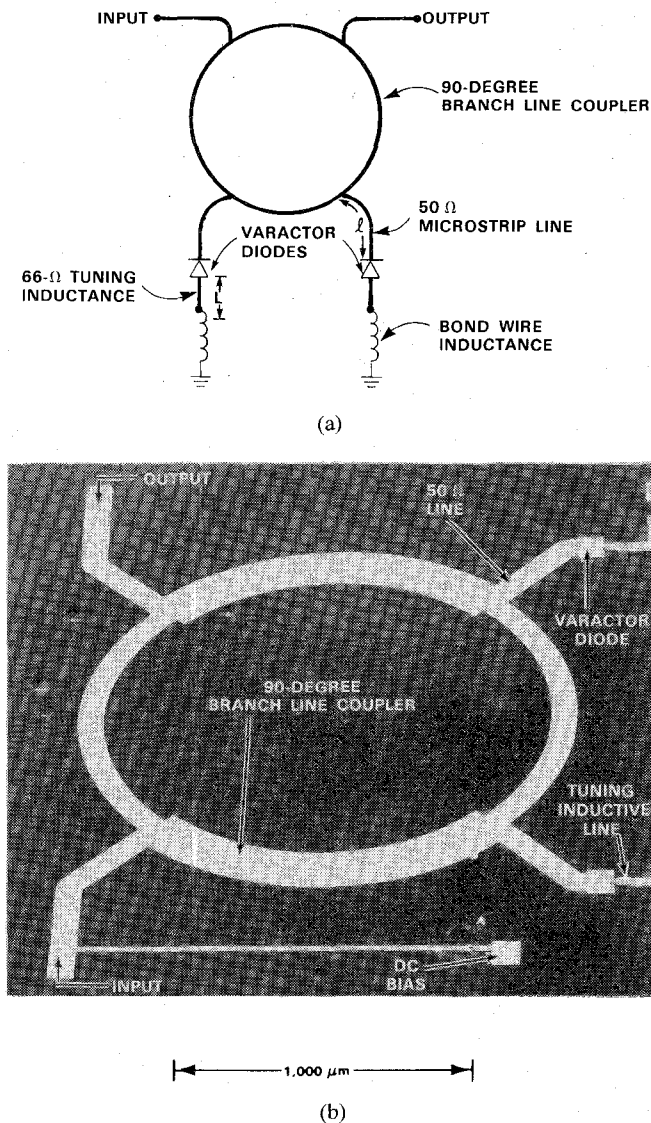 INPUT
OUTPUT
90-DEGREE
BRANCH LINE COUPLER
50 Ω
MICROSTRIP LINE
ℓ
VARACTOR
DIODES
66-Ω TUNING
INDUCTANCE
L
BOND WIRE
INDUCTANCE
(a)
OUTPUT
50 Ω
LINE
VARACTOR
DIODE
90-DEGREE
BRANCH LINE COUPLER
TUNING
INDUCTIVE
LINE
DC
BIAS
INPUT
1,000 μm
(b)